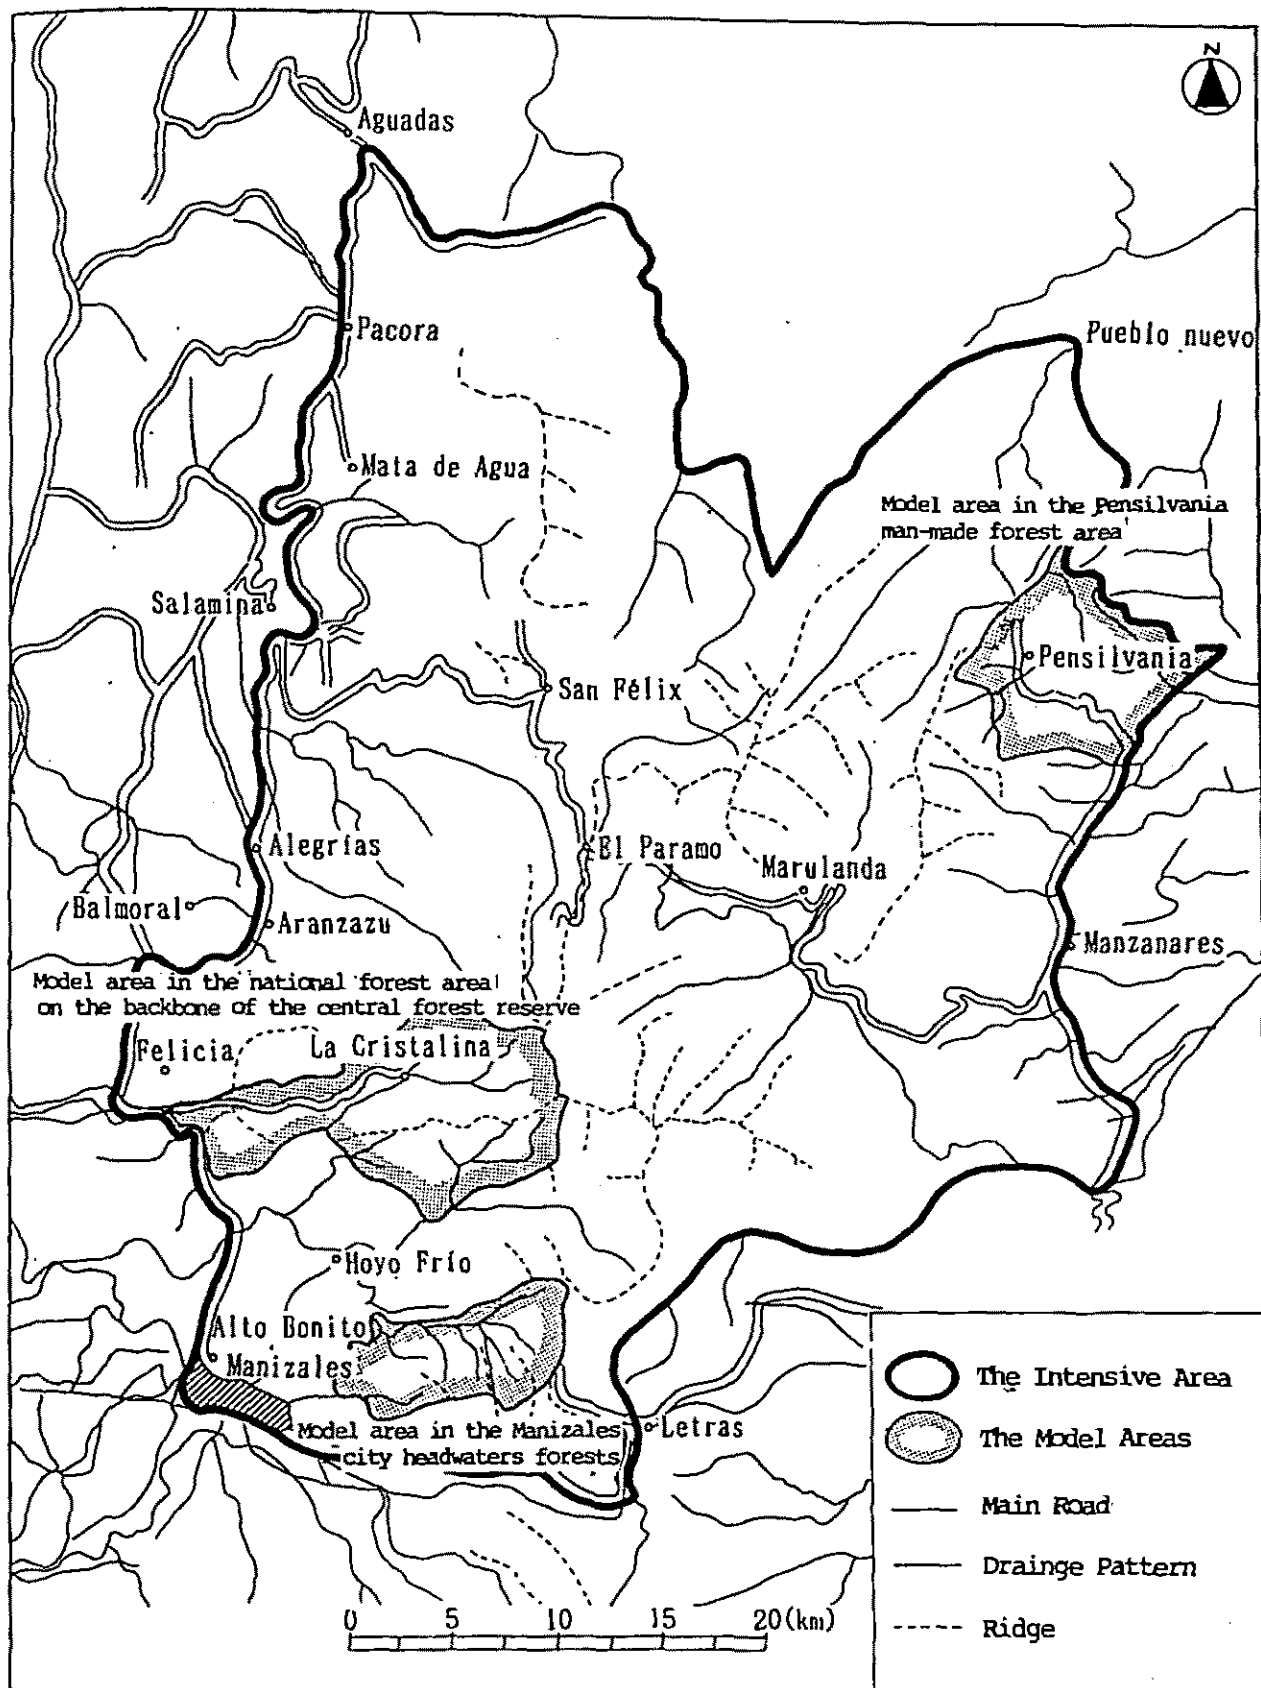 N
Aguadas
Pacora
Pueblo nuevo
Mata de Agua
Model area in the Pensilvania
man-made forest area
Salamina
Pensilvania
San Félix
Alegrías
El Paramo
Marulanda
Balmoral
Aranzazu
Manzanares
Model area in the national forest area
on the backbone of the central forest reserve
Felicia
La Cristalina
Hoyo Frío
Alto Bonito
Manizales
Model area in the Manizales
city headwaters forests
Letras
The Intensive Area
The Model Areas
Main Road
Drainge Pattern
Ridge
0 5 10 15 20(km)